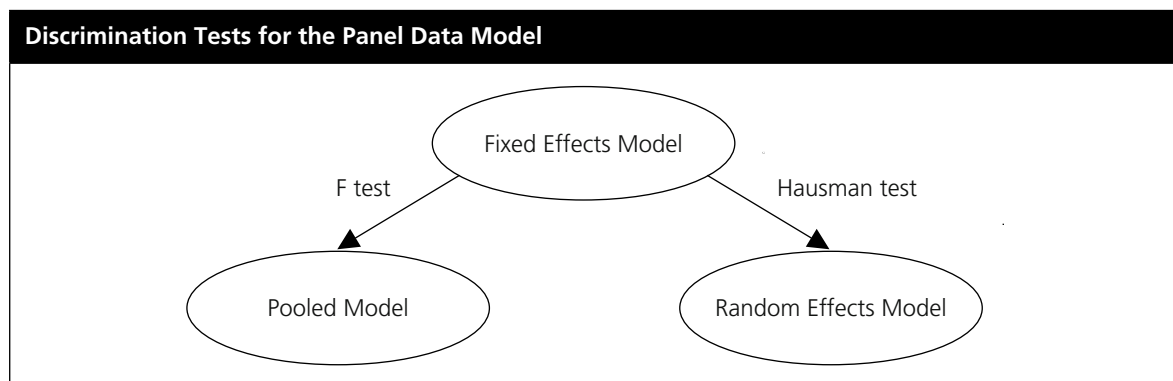 Discrimination Tests for the Panel Data Model
Fixed Effects Model
F test
Hausman test
Pooled Model
Random Effects Model